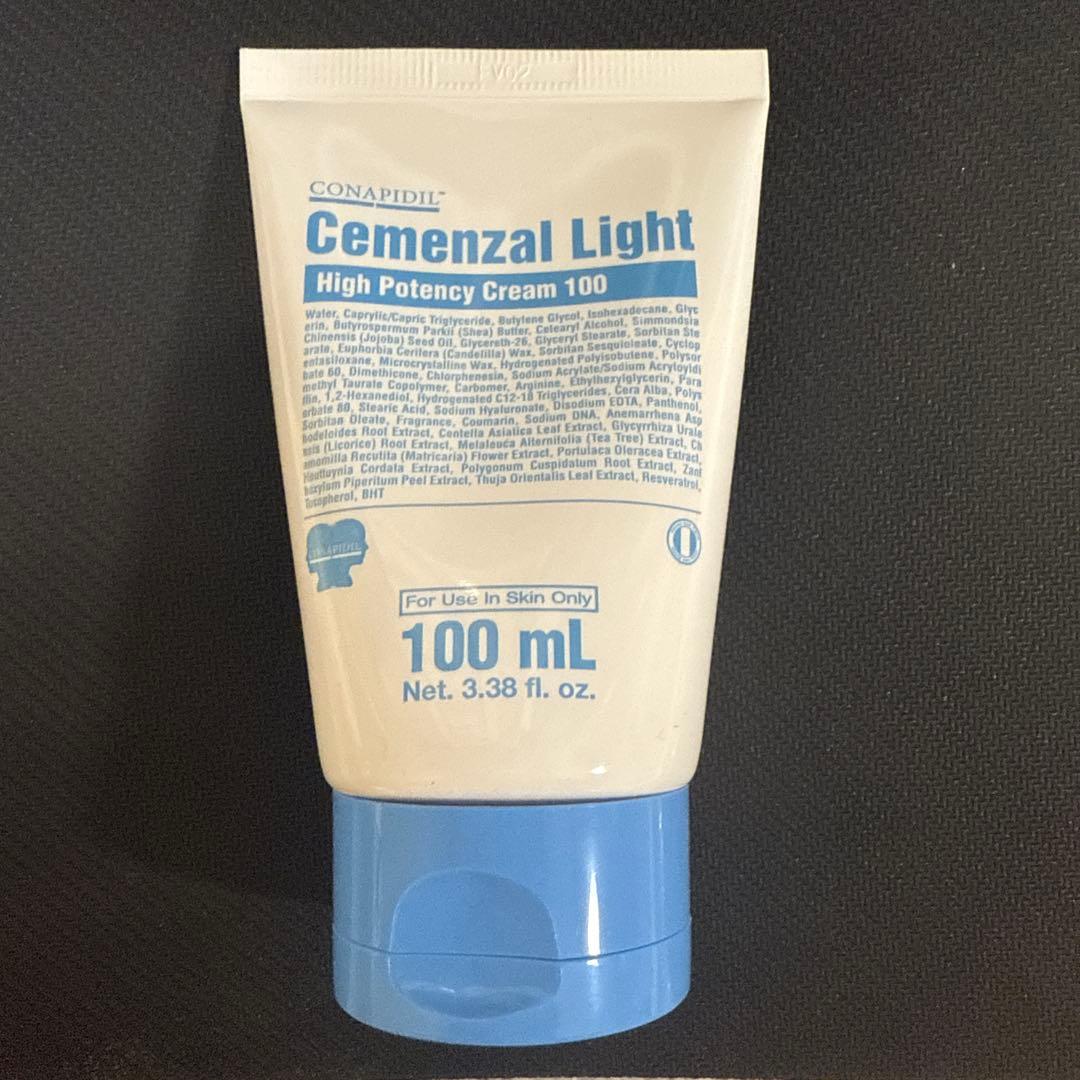 EV02
CONAPIDIL™
Cemenzal Light
High Potency Cream 100
Water, Caprylic/Capric Triglyceride, Butylene Glycol, Isohexadecane, Glyc
erin, Butyrospermum Parkii (Shea) Butter, Cetearyl Alcohol, Simmondsia
Chinensis (Jojoba) Seed Oil, Glycereth-26, Glyceryl Stearate, Sorbitan Ste
arate, Euphorbia Cerifera (Candelilla) Wax, Sorbitan Sesquioleate, Cyclop
entasiloxane, Microcrystalline Wax, Hydrogenated Polyisobutene, Polysor
bate 60, Dimethicone, Chlorphenesin, Sodium Acrylate/Sodium Acryloyldi
methyl Taurate Copolymer, Carbomer, Arginine, Ethylhexylglycerin, Para
ffin, 1,2-Hexanediol, Hydrogenated C12-18 Triglycerides, Cera Alba, Polys
orbate 80, Stearic Acid, Sodium Hyaluronate, Disodium EDTA, Panthenol,
Sorbitan Oleate, Fragrance, Coumarin, Sodium DNA, Anemarrhena Asp
hodeloides Root Extract, Centella Asiatica Leaf Extract, Glycyrrhiza Urale
nsis (Licorice) Root Extract, Melaleuca Alternifolia (Tea Tree) Extract, Ch
amomilla Recutita (Matricaria) Flower Extract, Portulaca Oleracea Extract,
Houttuynia Cordata Extract, Polygonum Cuspidatum Root Extract, Zant
hoxylum Piperitum Peel Extract, Thuja Orientalis Leaf Extract, Resveratrol,
Tocopherol, BHT
CONAPIDIL
For Use In Skin Only
100 mL
Net. 3.38 fl. oz.